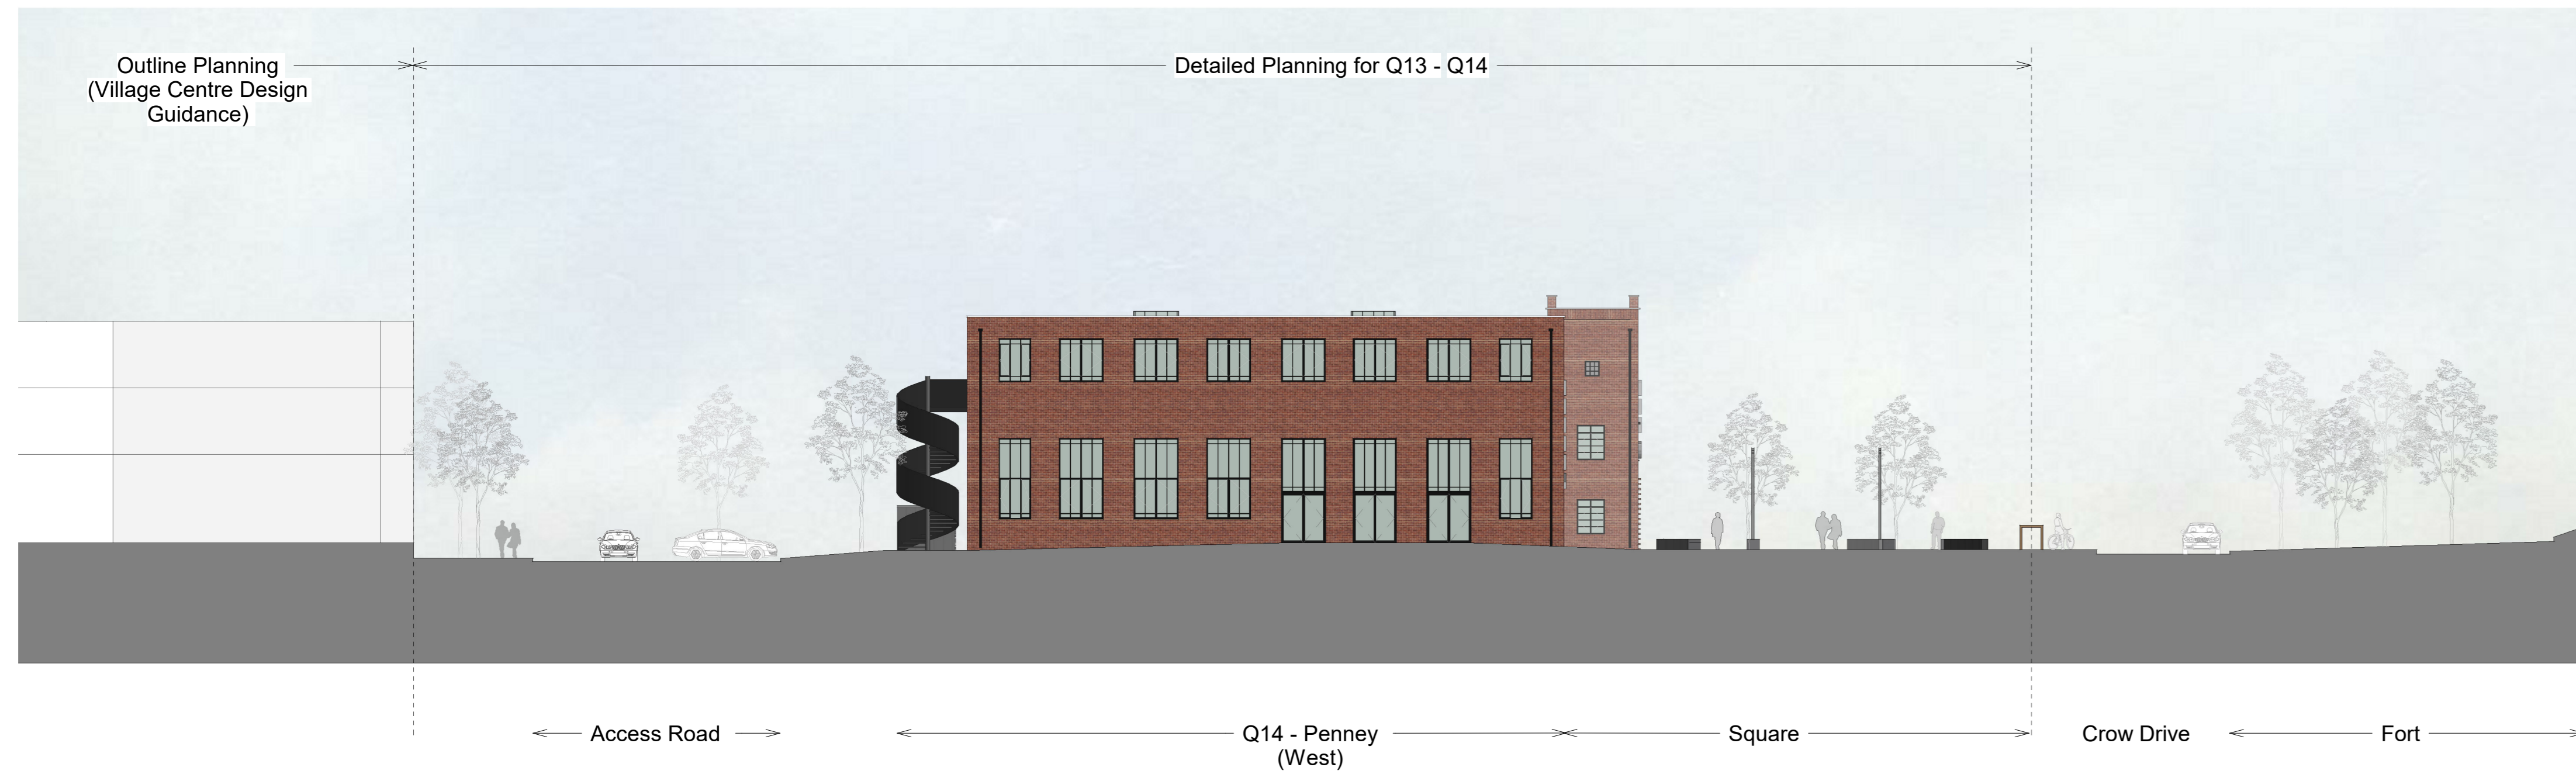 Outline Planning
(Village Centre Design
Guidance)
Detailed Planning for Q13 - Q14
Access Road
Q14 - Penney
(West)
Square
Crow Drive
Fort